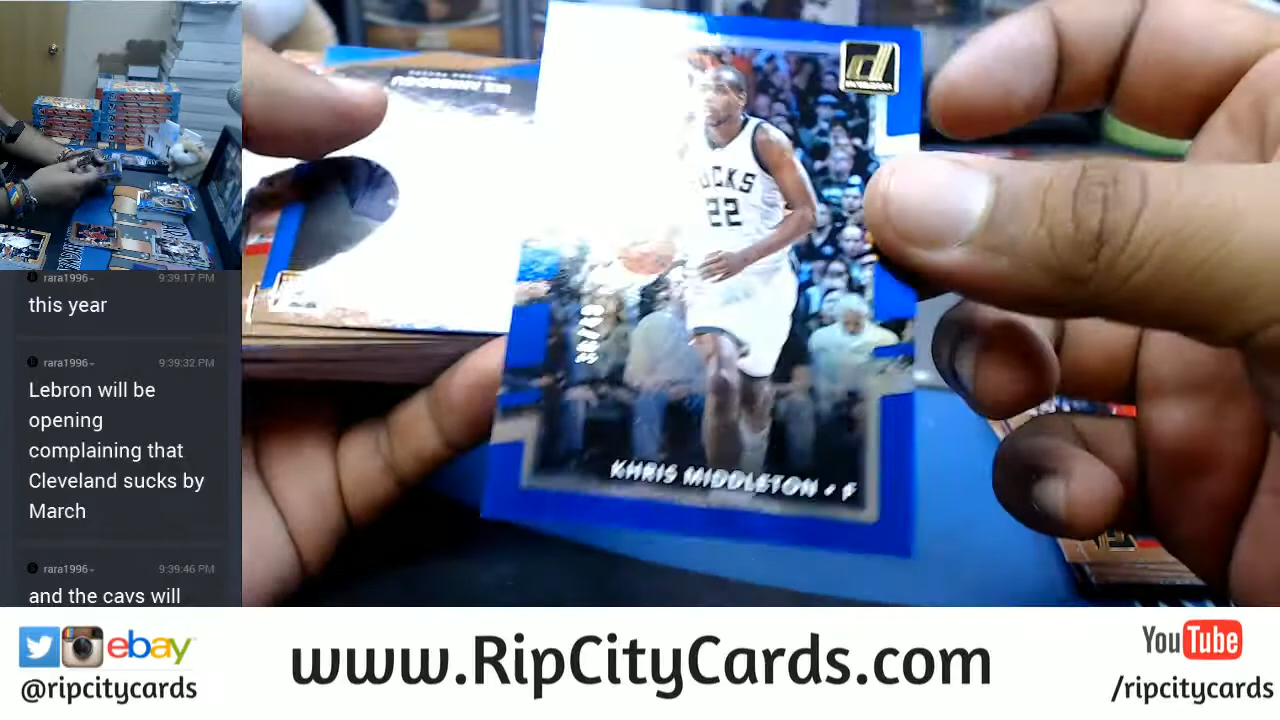 rara1996 9:39:17 PM
this year
rara1996 9:39:32 PM
Lebron will be
opening
complaining that
Cleveland sucks by
March
rara1996 9:39:46 PM
and the cavs will
BUCKS
22
KHRIS MIDDLETON • F
ebay
@ripcitycards
www.RipCityCards.com
YouTube
/ripcitycards